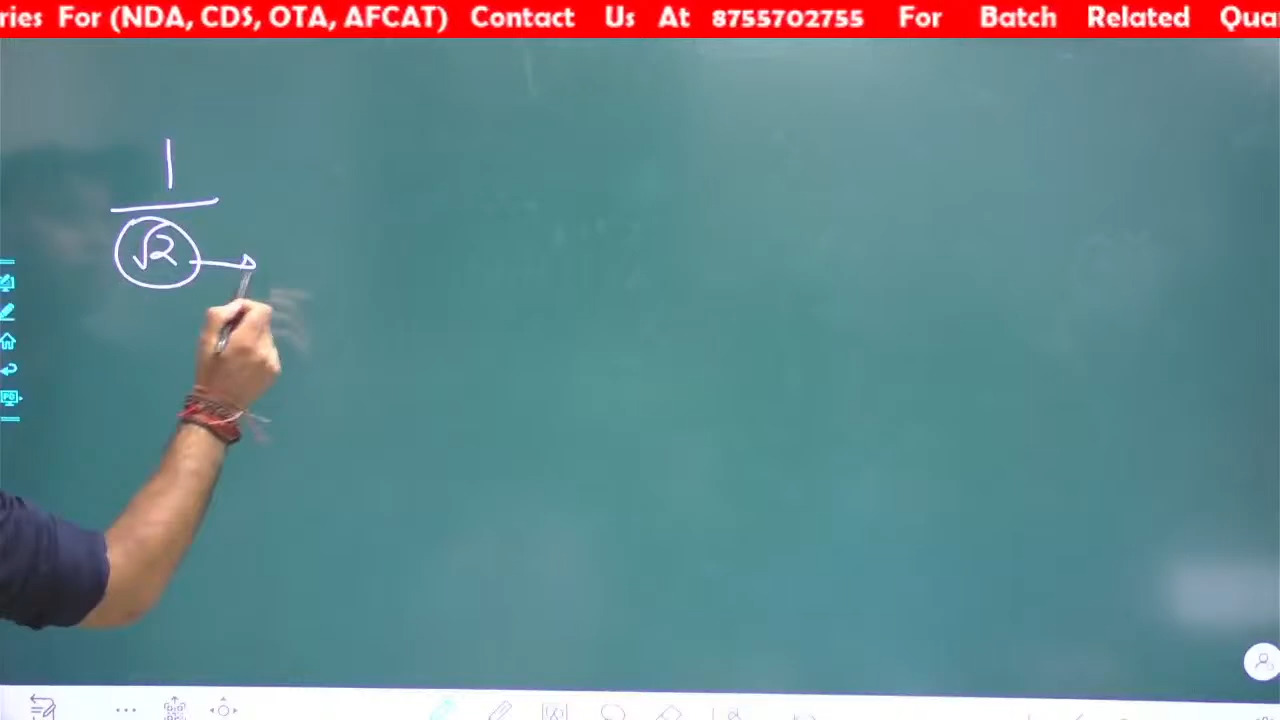 ries For (NDA, CDS, OTA, AFCAT) Contact Us At 8755702755 For Batch Related Qua
1
√2